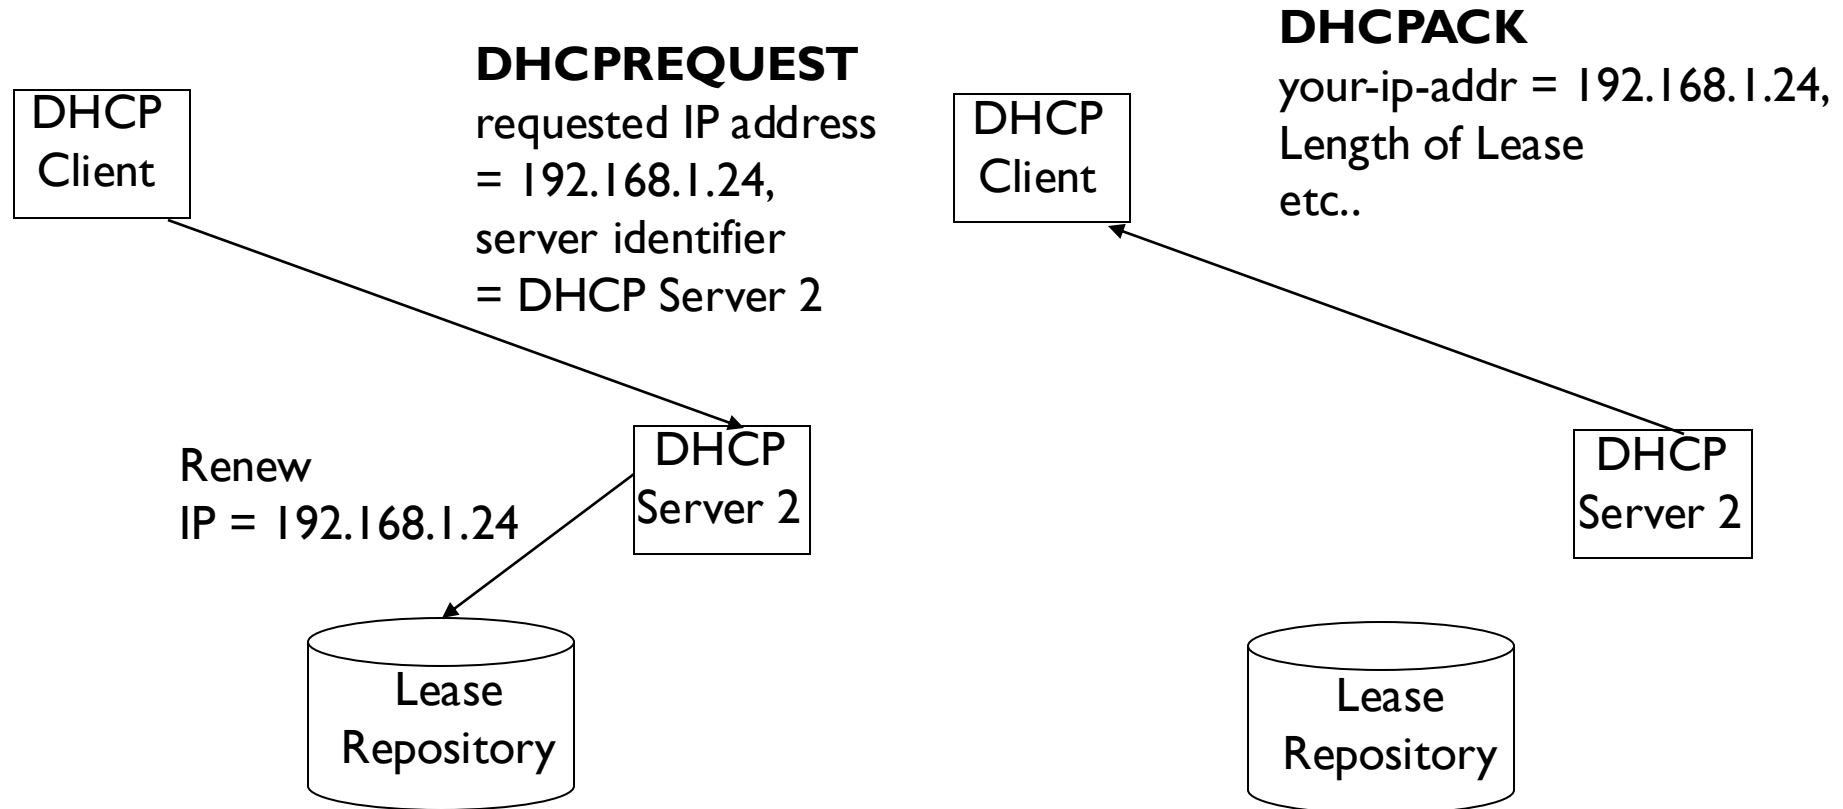 DHCP
Client
DHCPREQUEST
requested IP address
= 192.168.1.24,
server identifier
= DHCP Server 2
DHCP
Server 2
Renew
IP = 192.168.1.24
Lease
Repository
DHCP
Client
DHCPACK
your-ip-addr = 192.168.1.24,
Length of Lease
etc..
DHCP
Server 2
Lease
Repository